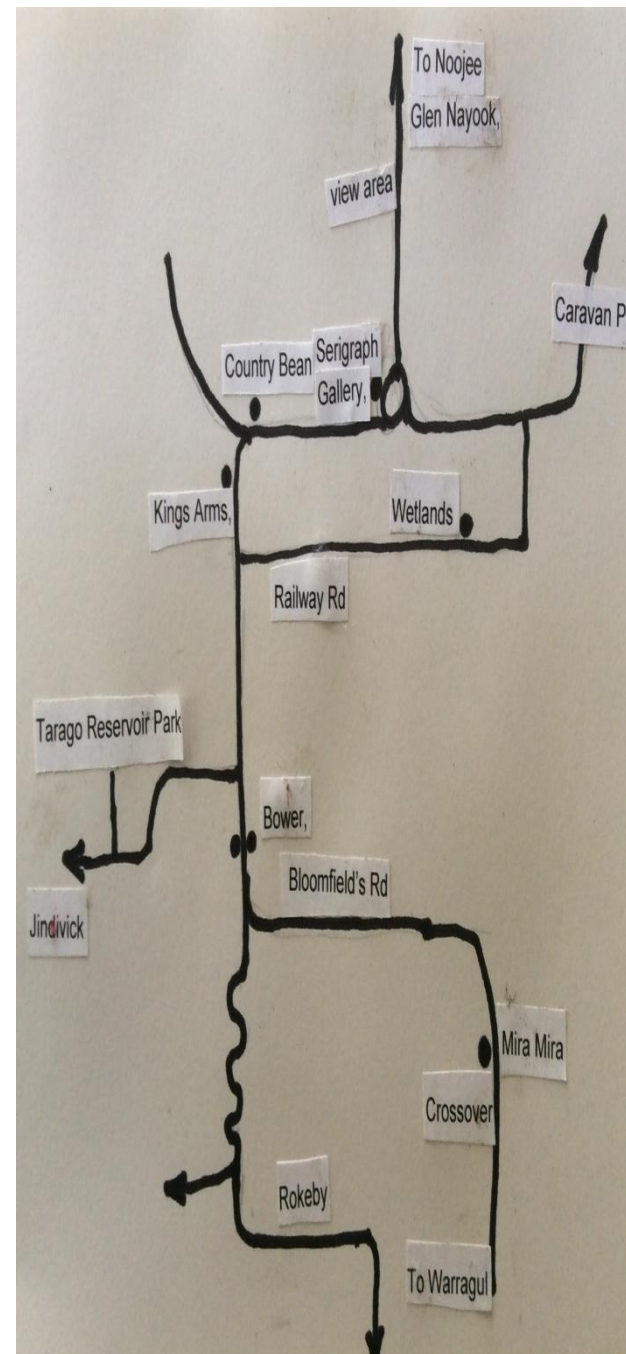 To Noojee
Glen Nayook,
view area
Caravan P
Serigraph
Country Bean
Gallery,
Wetlands
Kings Arms,
Railway Rd
Tarago Reservoir Park
Bower,
Bloomfield's Rd
Jindivick
Mira Mira
Crossover
Rokeby
To Warragul